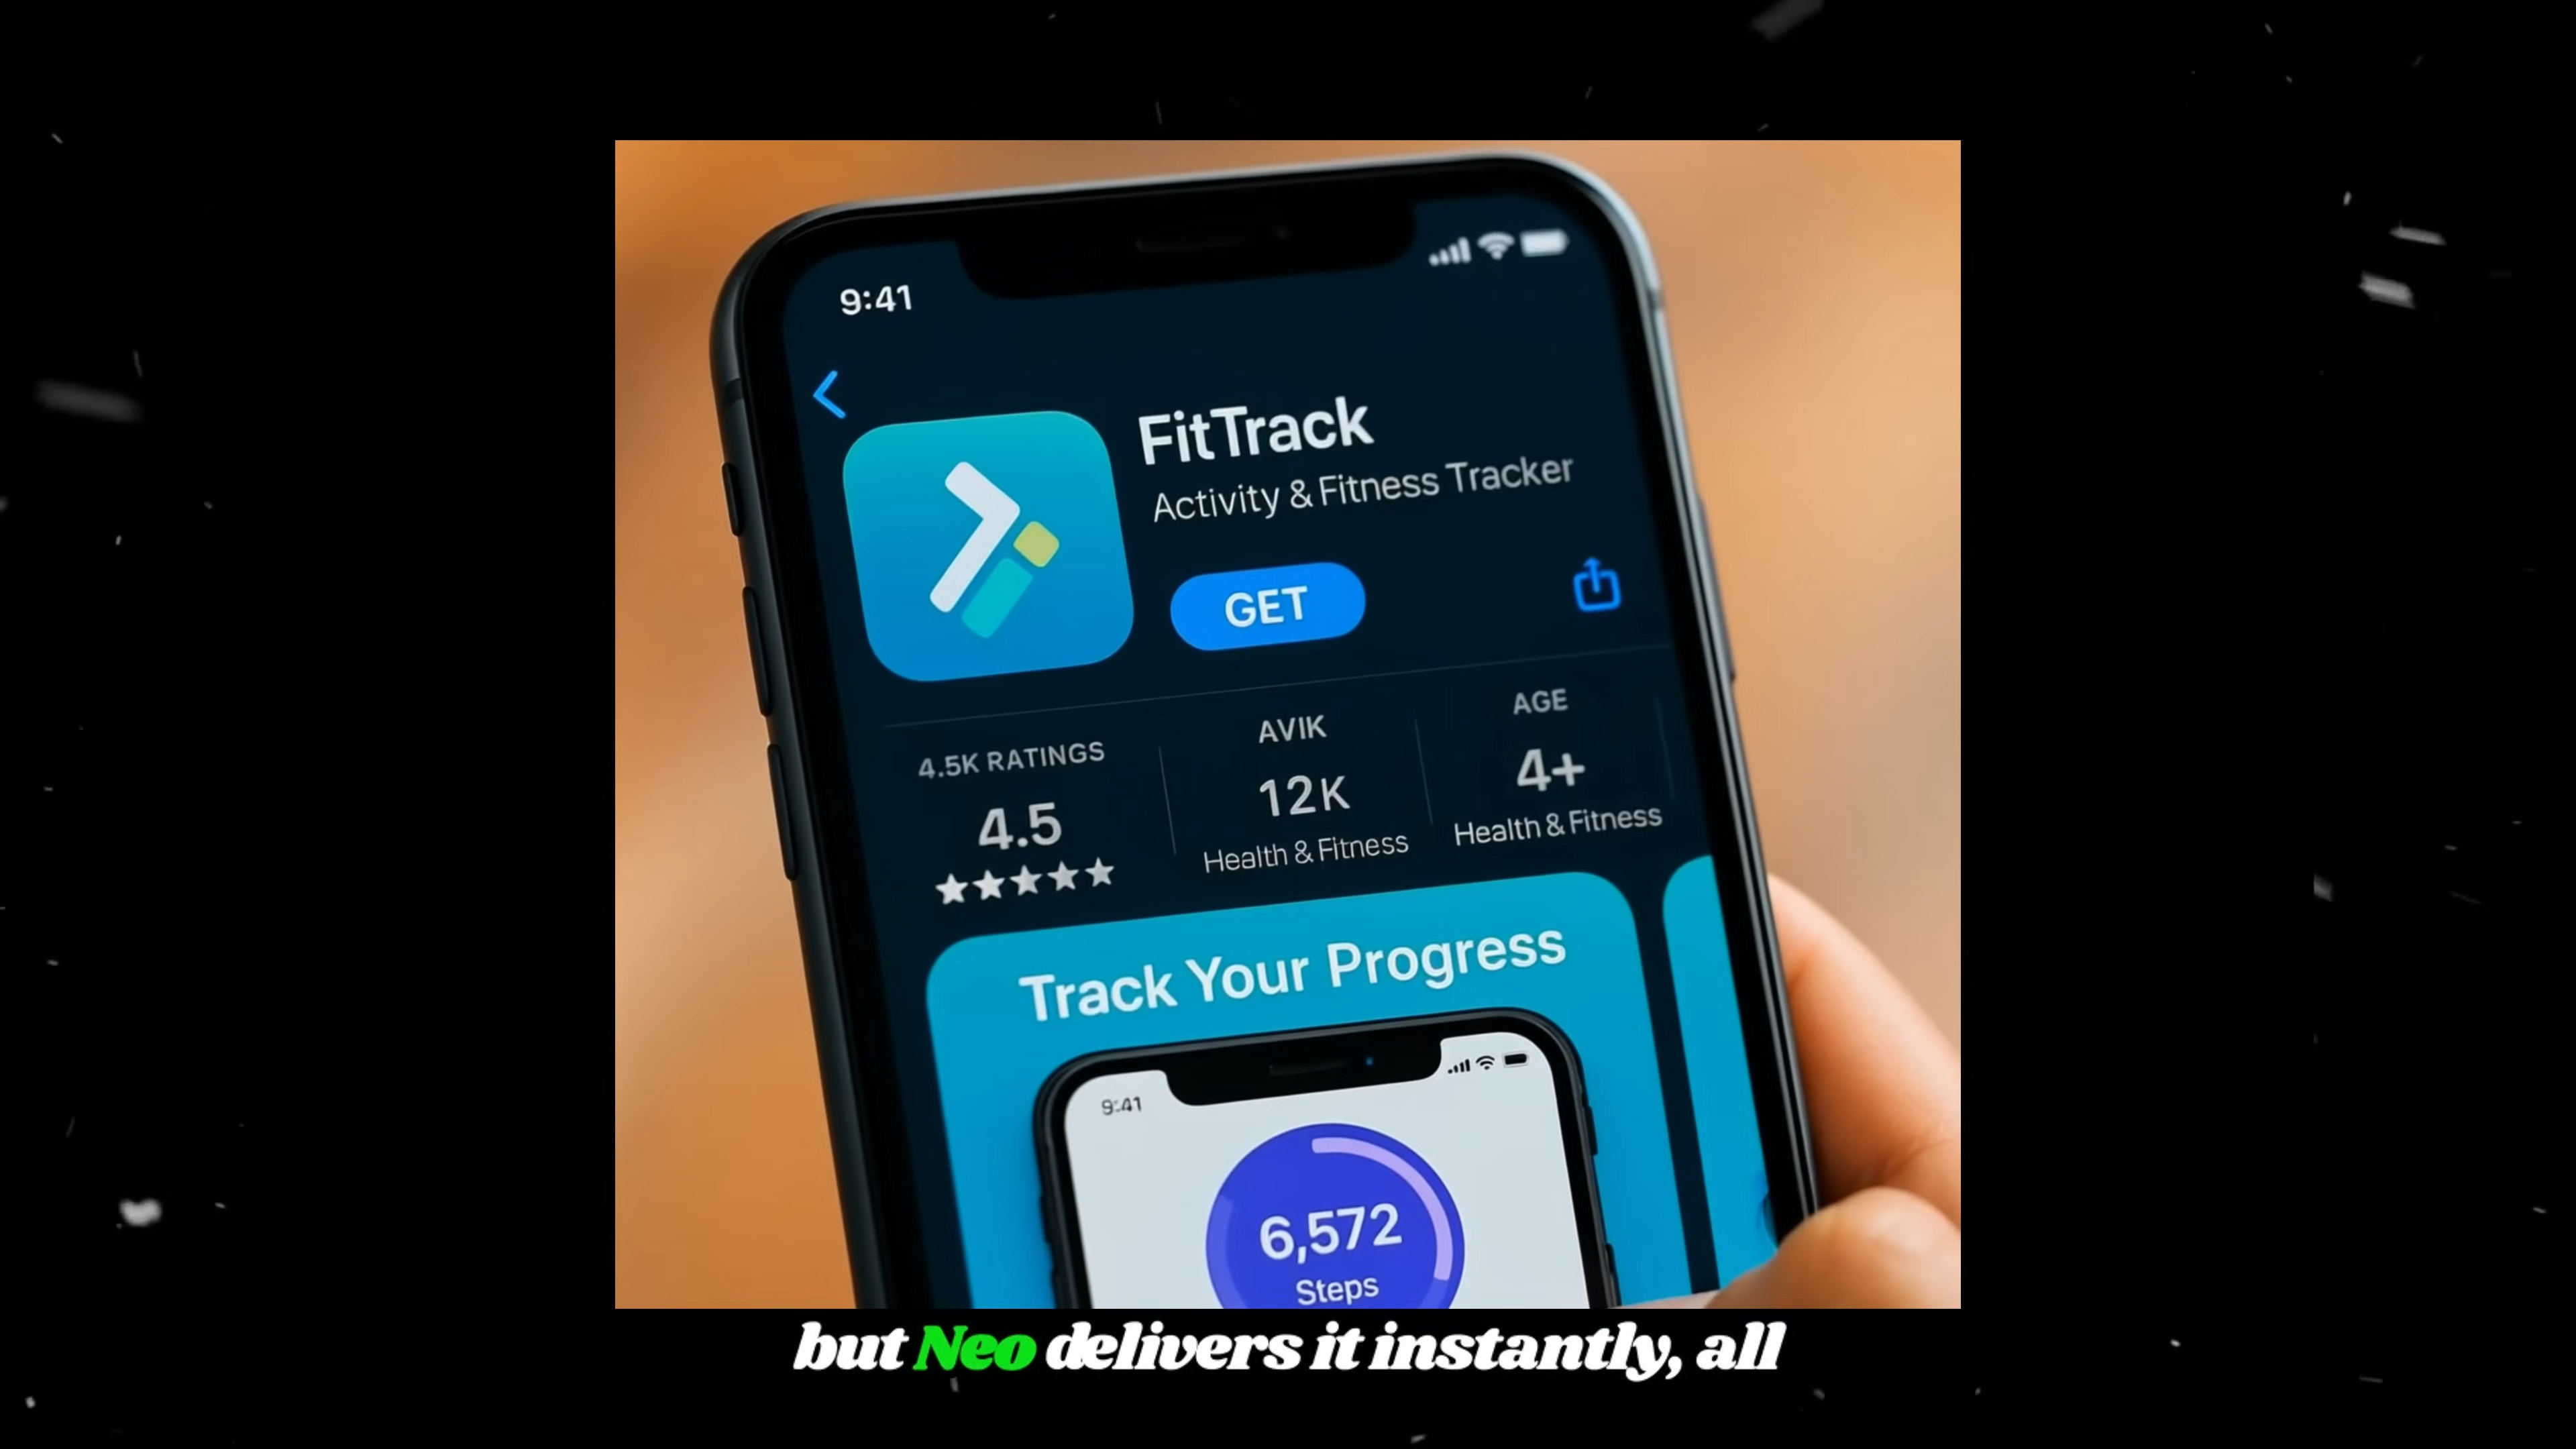 9:41
FitTrack
Activity & Fitness Tracker
GET
4.5K RATINGS
4.5
AVIK
12K
Health & Fitness
AGE
4+
Health & Fitness
Track Your Progress
9:41
6,572
Steps
but Neo delivers it instantly, all